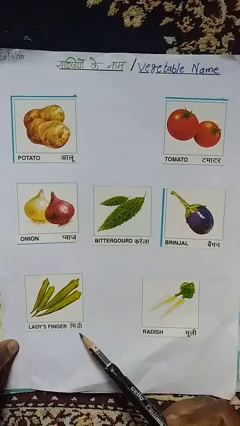 सब्जियों के नाम / Vegetable Name
POTATO आलू
TOMATO टमाटर
ONION प्याज
BITTERGOURD करेला
BRINJAL बैंगन
LADY'S FINGER भिंडी
RADISH मूली